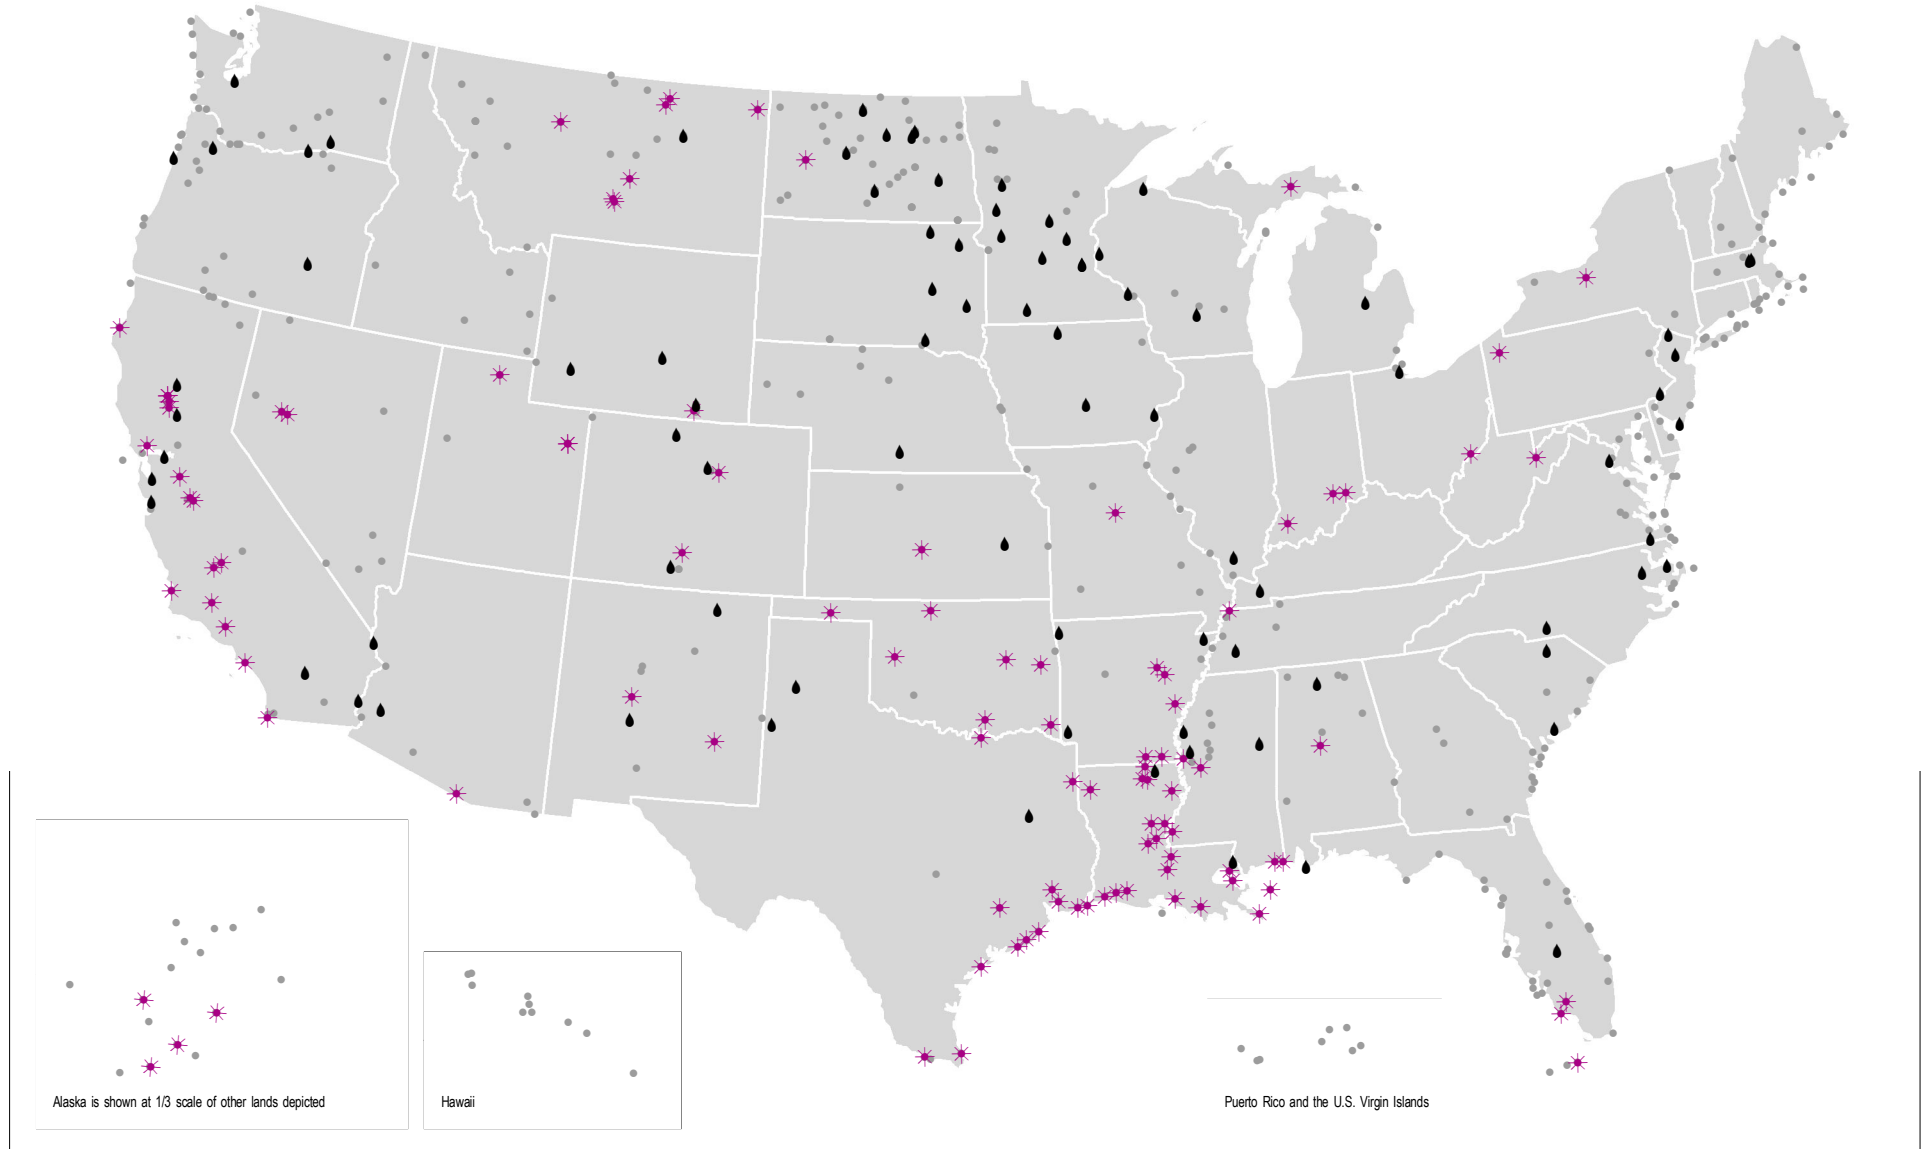 Alaska is shown at 1/3 scale of other lands depicted
Hawaii
Puerto Rico and the U.S. Virgin Islands